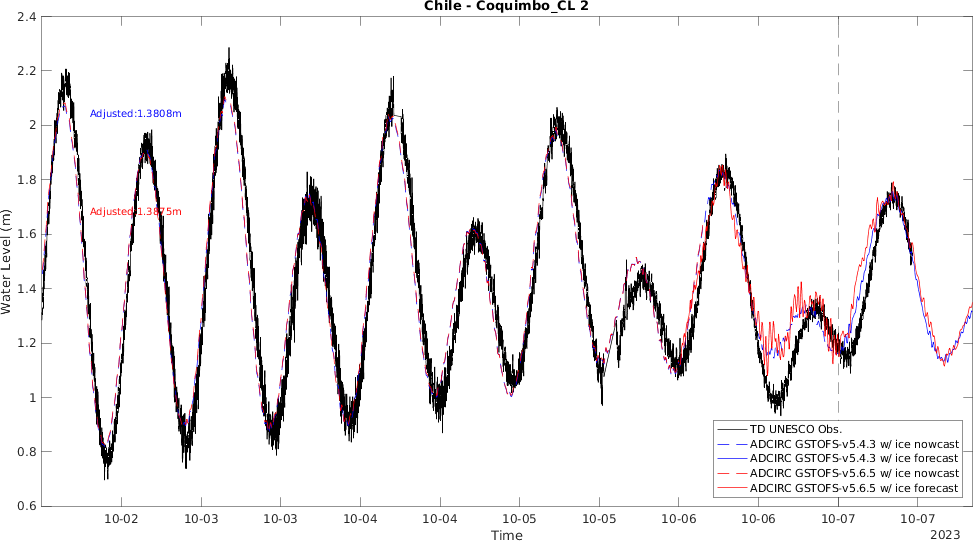 Chile - Coquimbo_CL 2
2.4
2.2
2
1.8
1.6
1.4
1.2
1
0.8
0.6
Water Level (m)
Adjusted:1.3808m
Adjusted:1.3875m
TD UNESCO Obs.
ADCIRC GSTOFS-v5.4.3 w/ ice nowcast
ADCIRC GSTOFS-v5.4.3 w/ ice forecast
ADCIRC GSTOFS-v5.6.5 w/ ice nowcast
ADCIRC GSTOFS-v5.6.5 w/ ice forecast
10-02 10-03 10-03 10-04 10-04 10-05 10-05 10-06 10-06 10-07 10-07
Time
2023